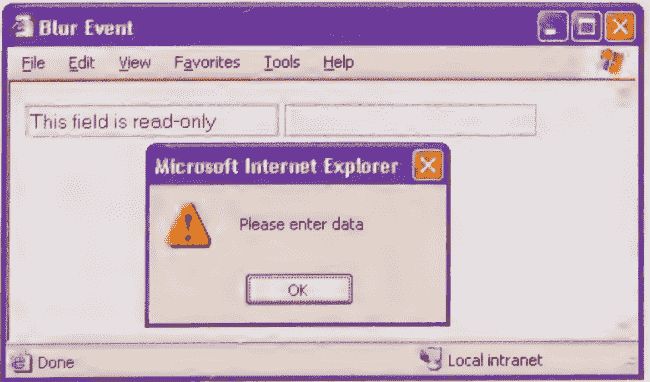 Blur Event
File Edit View Favorites Tools Help
This field is read-only
Microsoft Internet Explorer
Please enter data
OK
Done Local intranet